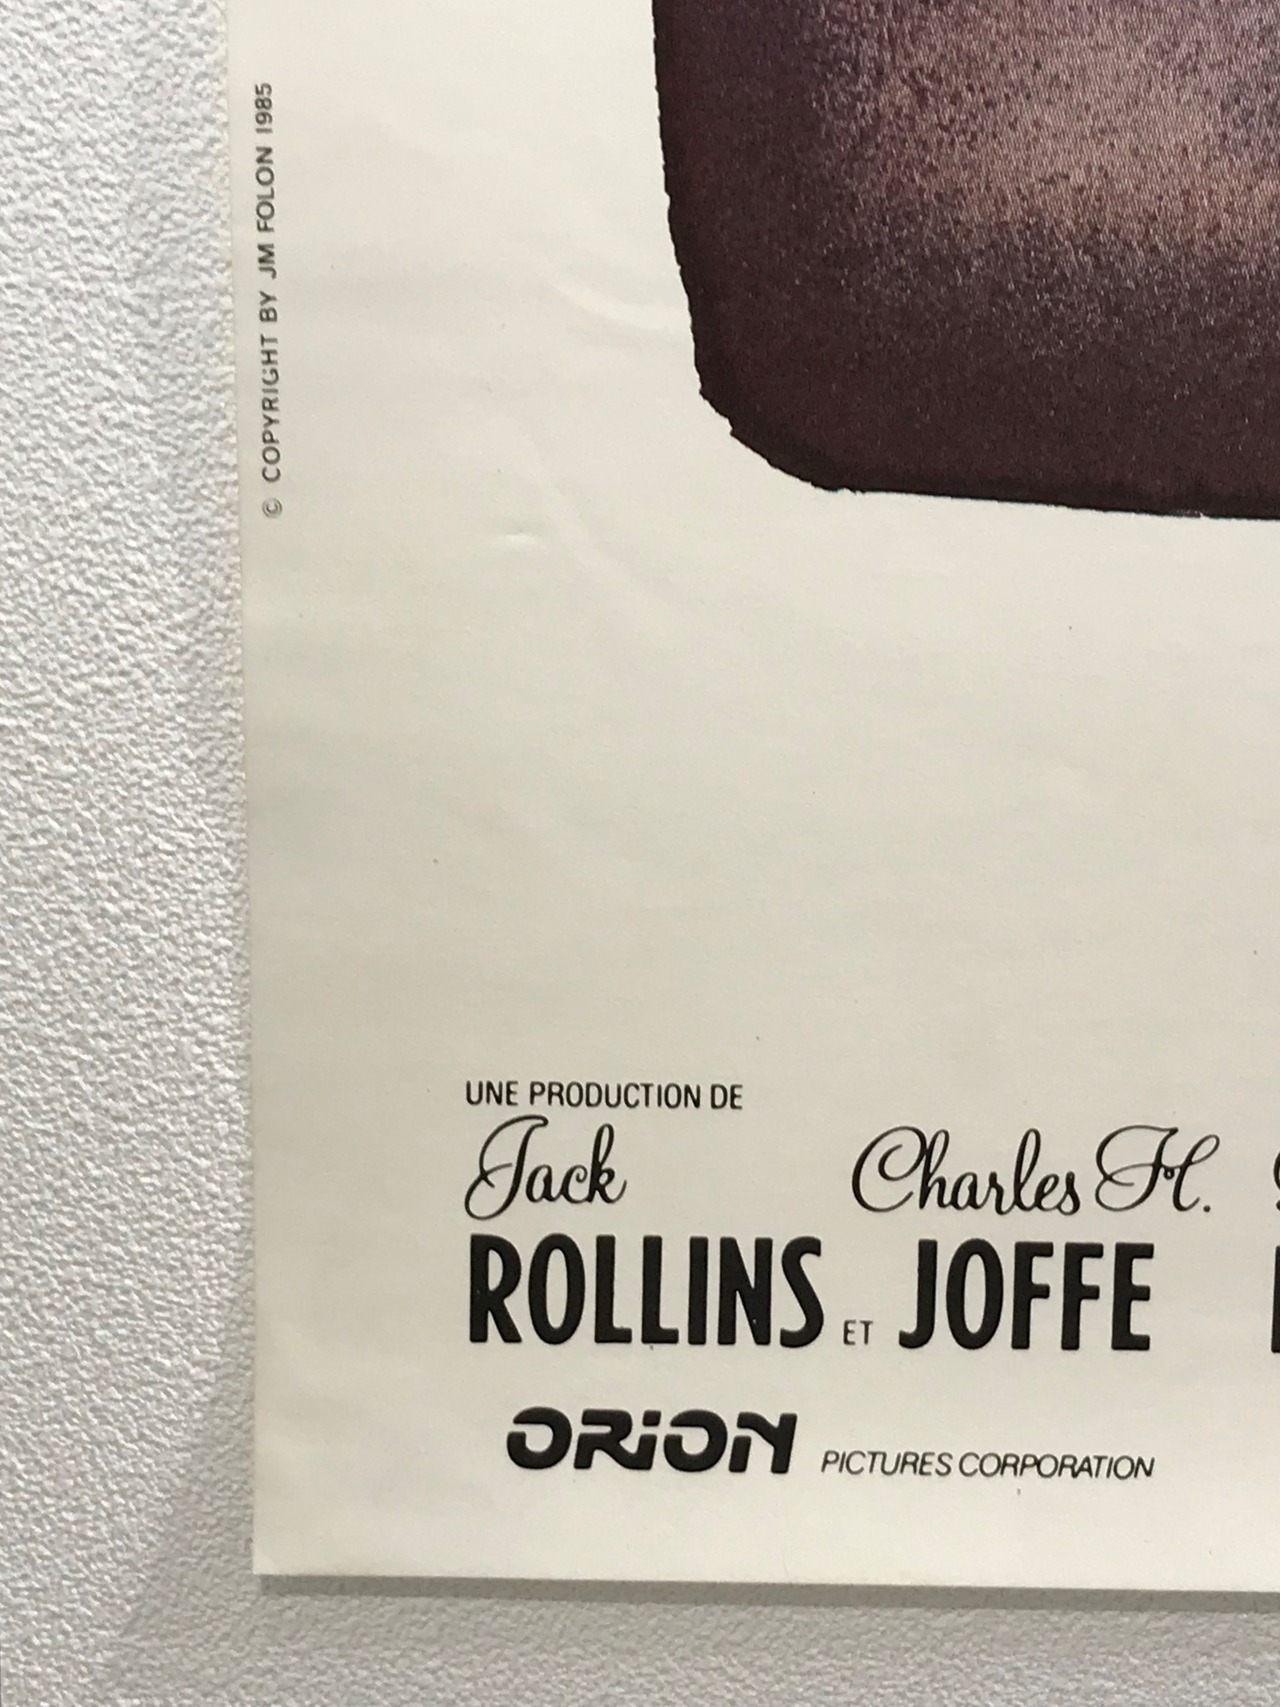 © COPYRIGHT BY JM FOLON 1985
UNE PRODUCTION DE
Jack Charles H.
ROLLINS ET JOFFE
ORION PICTURES CORPORATION